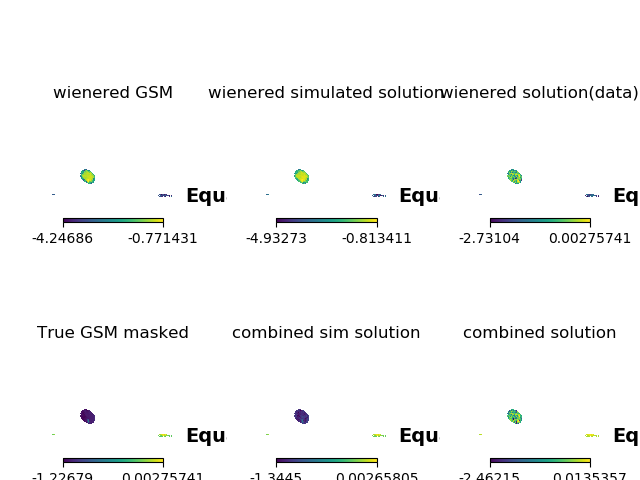 wienered GSM
wienered simulated solution
wienered solution(data)
Equ
Equ
Eq
-4.24686 -0.771431
-4.93273 -0.813411
-2.73104 0.00275741
True GSM masked
combined sim solution
combined solution
Equ
Equ
Eq
-1.22679 0.00275741
-1.3445 0.00265805
-2.46215 0.0135357